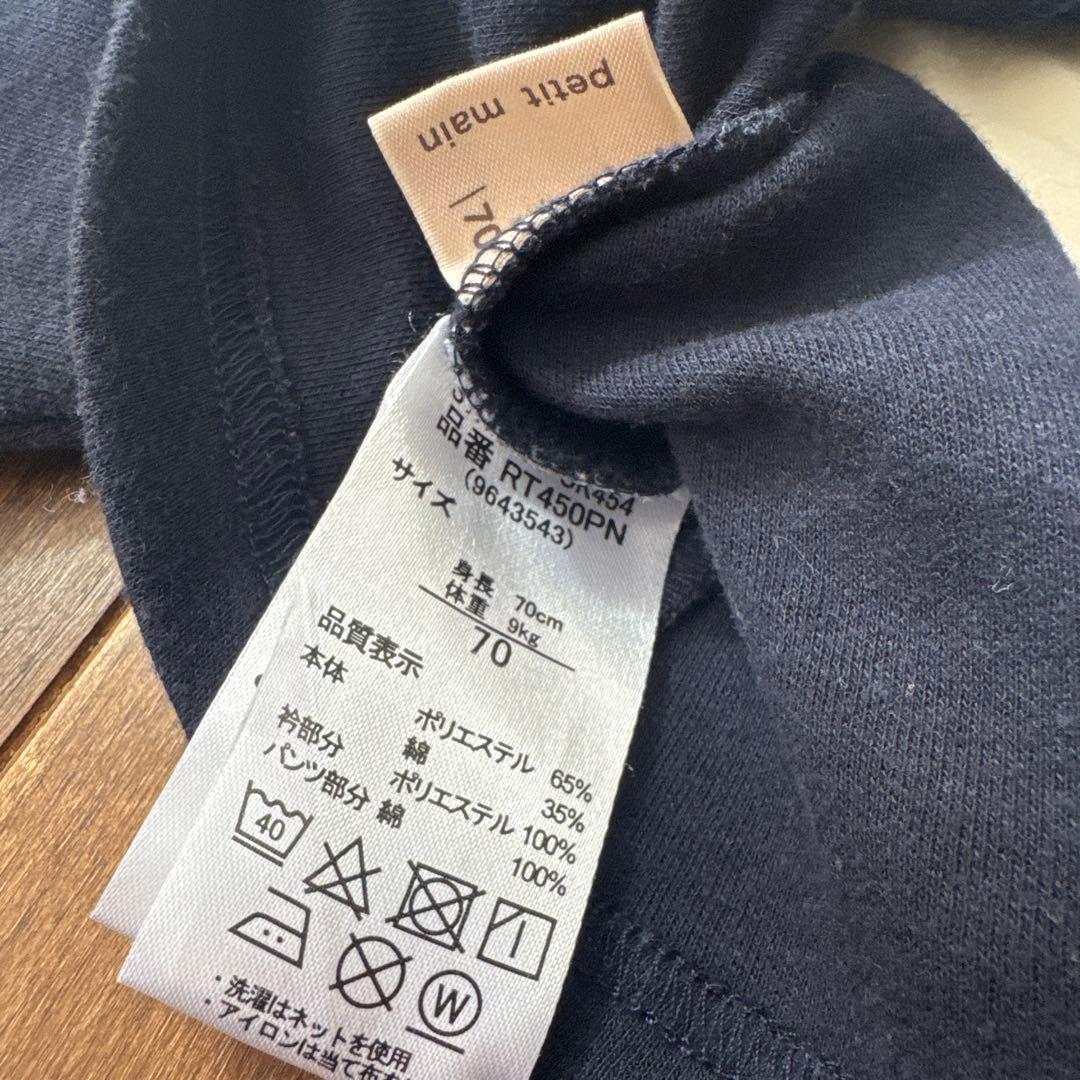 petit main
70
品番 RT450PN
(9643543)
サイズ
身長 70cm
体重 9kg
70
品質表示
本体
ポリエステル 65%
綿 35%
衿部分 ポリエステル 100%
パンツ部分 綿 100%
40
W
・洗濯はネットを使用
・アイロンは当て布を